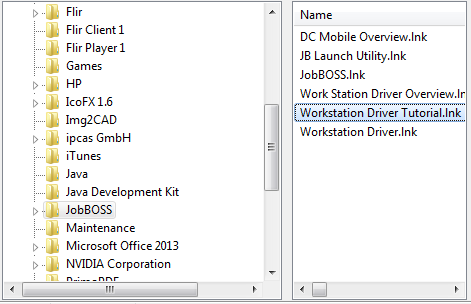 Flir
Flir Client 1
Flir Player 1
Games
HP
IcoFX 1.6
Img2CAD
ipcas GmbH
iTunes
Java
Java Development Kit
JobBOSS
Maintenance
Microsoft Office 2013
NVIDIA Corporation
Name
DC Mobile Overview.lnk
JB Launch Utility.lnk
JobBOSS.lnk
Work Station Driver Overview.ln
Workstation Driver Tutorial.lnk
Workstation Driver.lnk